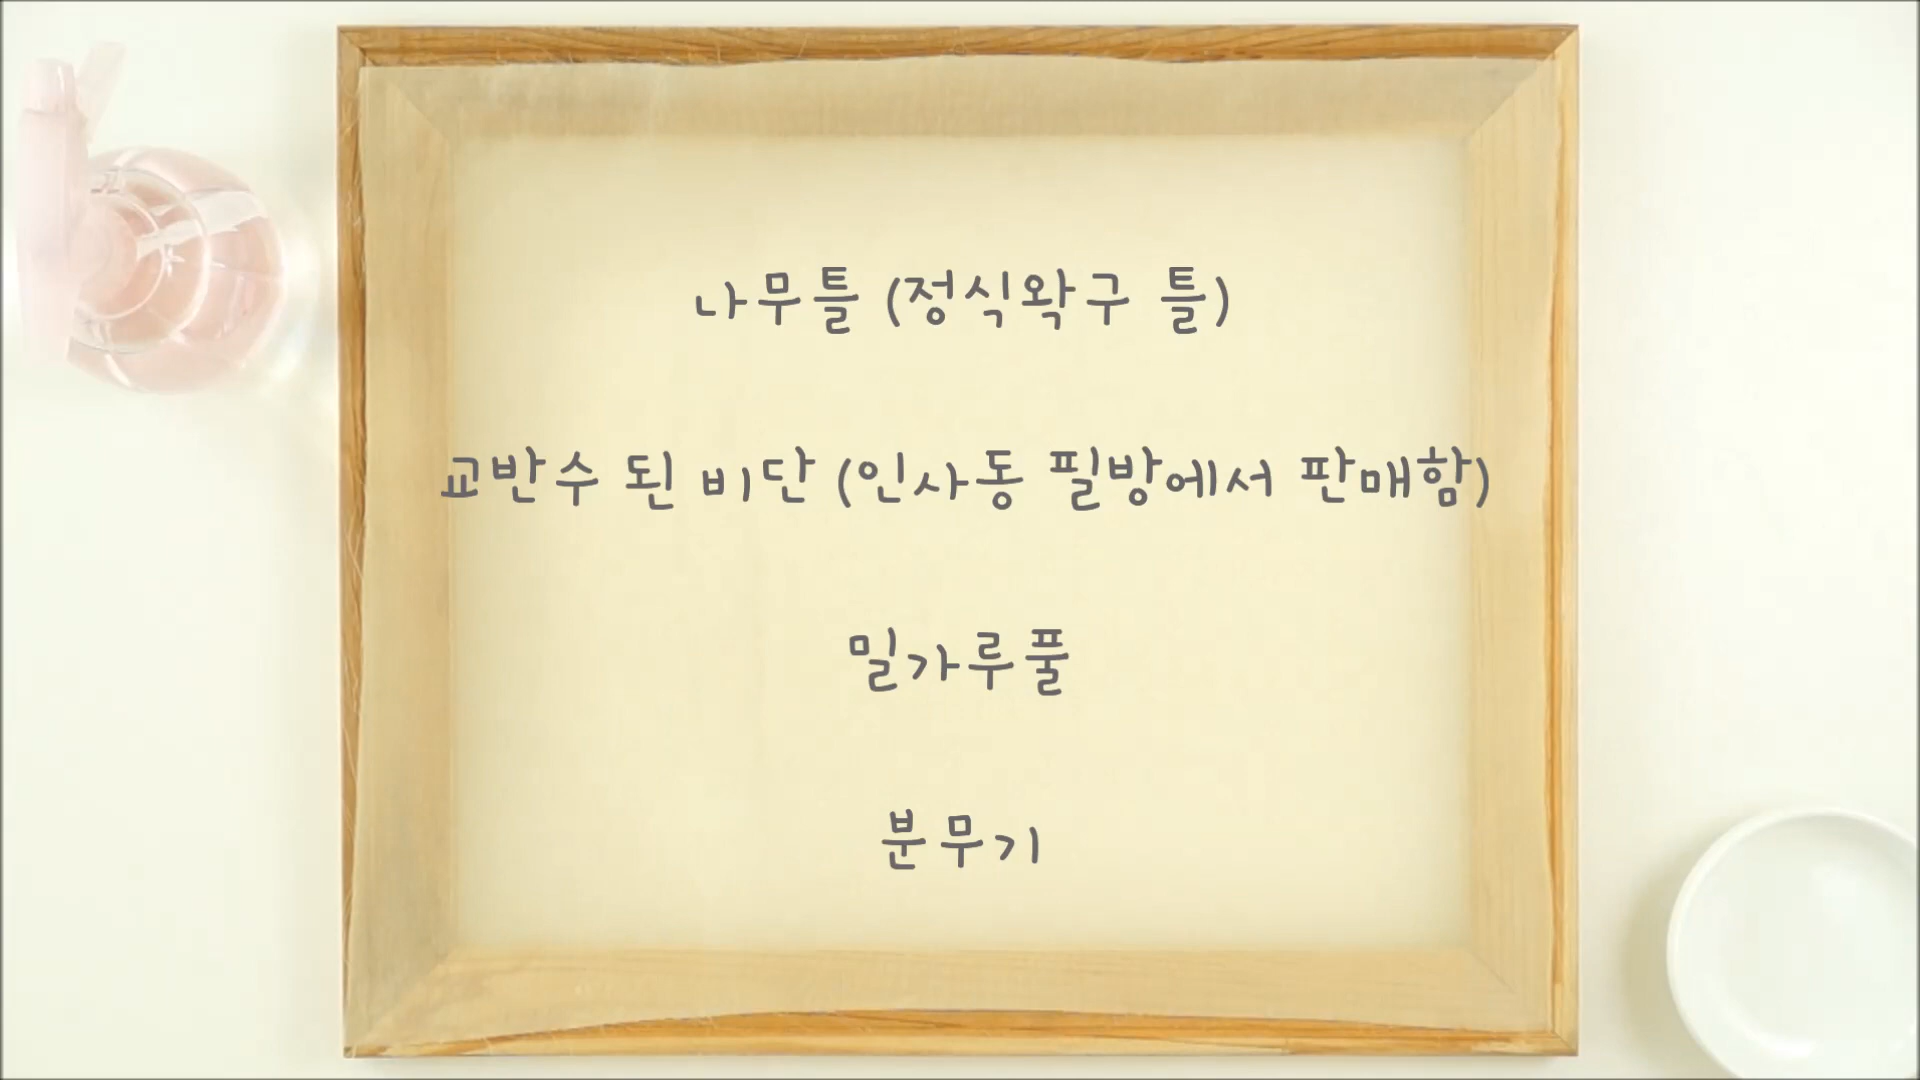 나무틀 (정식왁구 틀)
교반수 된 비단 (인사동 필방에서 판매함)
밀가루풀
분무기